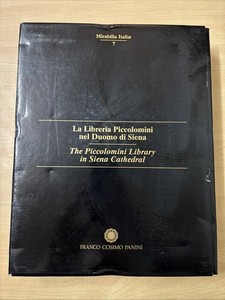 Mirabilia Italiæ
7
La Libreria Piccolomini
nel Duomo di Siena
The Piccolomini Library
in Siena Cathedral
FRANCO COSIMO PANINI